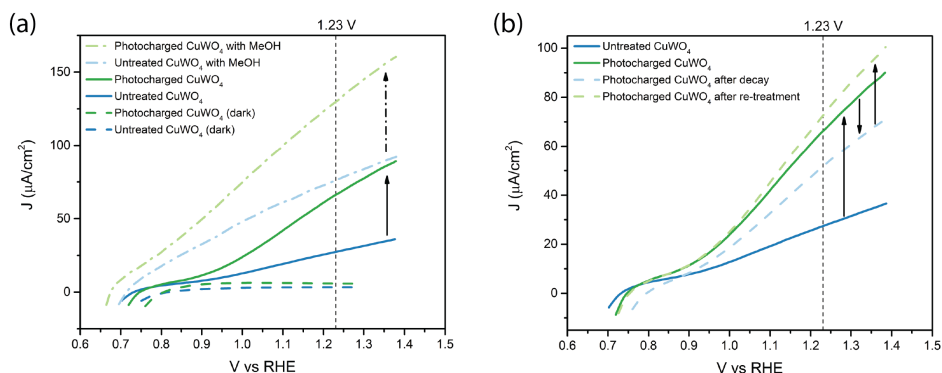 (a)
1.23 V
Photocharged CuWO₄ with MeOH
Untreated CuWO₄ with MeOH
Photocharged CuWO₄
Untreated CuWO₄
Photocharged CuWO₄ (dark)
Untreated CuWO₄ (dark)
J (μA/cm²)
150
100
50
0
0.6 0.7 0.8 0.9 1.0 1.1 1.2 1.3 1.4 1.5
V vs RHE
(b)
1.23 V
Untreated CuWO₄
Photocharged CuWO₄
Photocharged CuWO₄ after decay
Photocharged CuWO₄ after re-treatment
J (μA/cm²)
100
80
60
40
20
0
0.6 0.7 0.8 0.9 1.0 1.1 1.2 1.3 1.4 1.5
V vs RHE